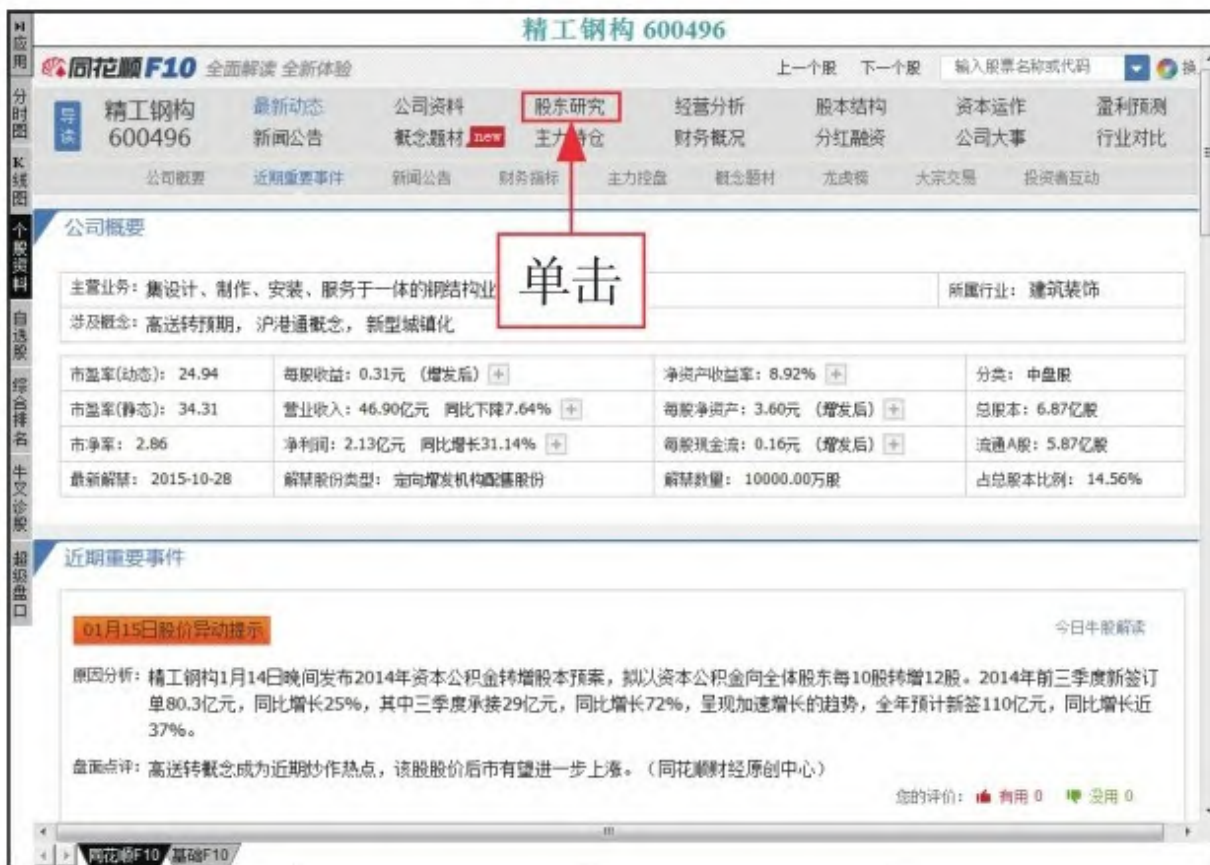 精工钢构 600496
应用
分时图
K线图
个股资料
自选股
综合排名
牛叉诊股
超级盘口
同花顺F10 全面解读 全新体验
上一个股 下一个股 输入股票名称或代码 换
导读
精工钢构 最新动态 公司资料 股东研究 经营分析 股本结构 资本运作 盈利预测
600496 新闻公告 概念题材 new 主力持仓 财务概况 分红融资 公司大事 行业对比
公司概要 近期重要事件 新闻公告 财务指标 主力控盘 概念题材 龙虎榜 大宗交易 投资者互动
单击
公司概要
主营业务：集设计、制作、安装、服务于一体的钢结构业 所属行业：建筑装饰
涉及概念：高送转预期，沪港通概念，新型城镇化
市盈率(动态)：24.94 每股收益：0.31元 （增发后） + 净资产收益率：8.92% + 分类：中盘股
市盈率(静态)：34.31 营业收入：46.90亿元 同比下降7.64% + 每股净资产：3.60元 （增发后） + 总股本：6.87亿股
市净率：2.86 净利润：2.13亿元 同比增长31.14% + 每股现金流：0.16元 （增发后） + 流通A股：5.87亿股
最新解禁：2015-10-28 解禁股份类型：定向增发机构配售股份 解禁数量：10000.00万股 占总股本比例：14.56%
近期重要事件
01月15日股价异动提示 今日牛股解读
原因分析：精工钢构1月14日晚间发布2014年资本公积金转增股本预案，拟以资本公积金向全体股东每10股转增12股。2014年前三季度新签订
单80.3亿元，同比增长25%，其中三季度承接29亿元，同比增长72%，呈现加速增长的趋势，全年预计新签110亿元，同比增长近
37%。
盘面点评：高送转概念成为近期炒作热点，该股股价后市有望进一步上涨。（同花顺财经原创中心）
您的评价： 有用 0 没用 0
同花顺F10 基础F10